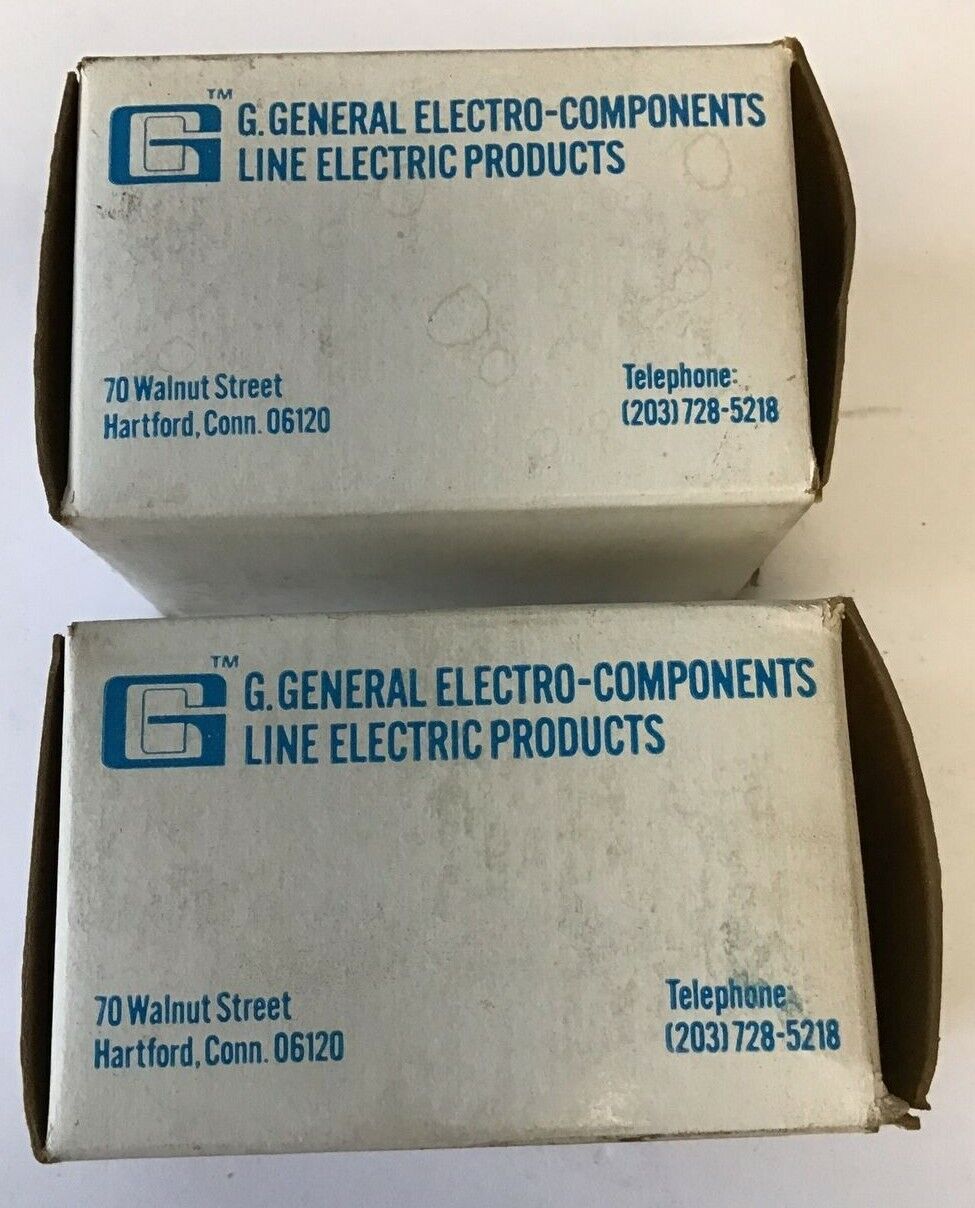 G TM
G. GENERAL ELECTRO-COMPONENTS
LINE ELECTRIC PRODUCTS
70 Walnut Street
Hartford, Conn. 06120
Telephone:
(203) 728-5218
G TM
G. GENERAL ELECTRO-COMPONENTS
LINE ELECTRIC PRODUCTS
70 Walnut Street
Hartford, Conn. 06120
Telephone:
(203) 728-5218